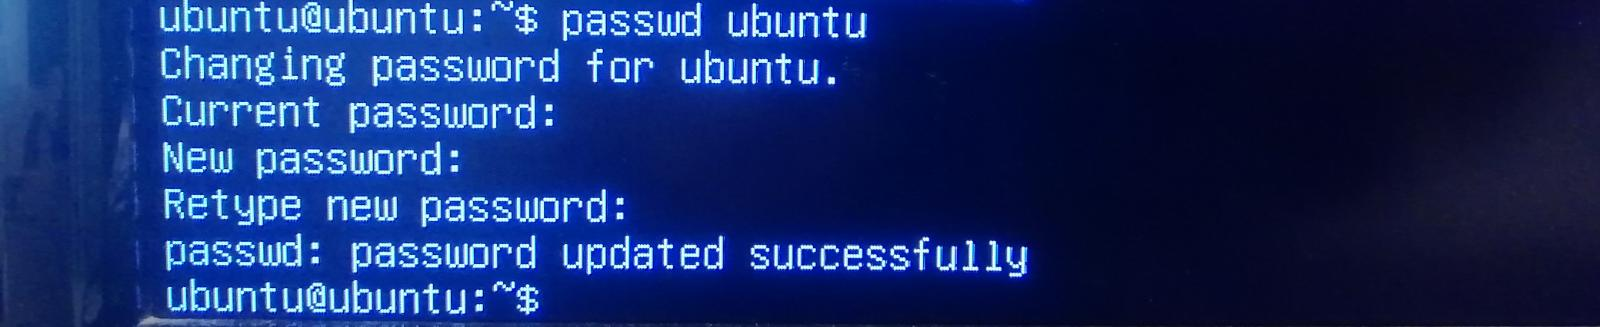 ubuntu@ubuntu:~$ passwd ubuntu
Changing password for ubuntu.
Current password:
New password:
Retype new password:
passwd: password updated successfully
ubuntu@ubuntu:~$